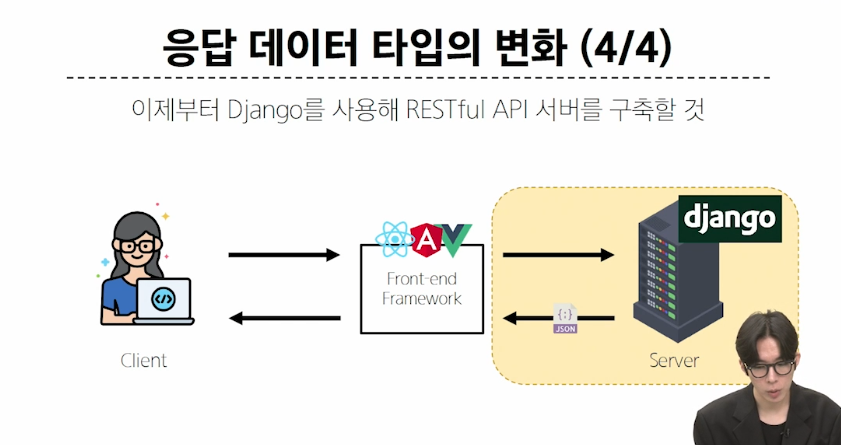 응답 데이터 타입의 변화 (4/4)
이제부터 Django를 사용해 RESTful API 서버를 구축할 것
django
Front-end
Framework
{:}
JSON
Client
Server